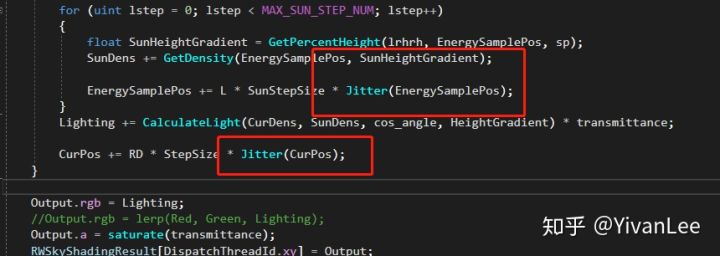 for (uint lstep = 0; lstep < MAX_SUN_STEP_NUM; lstep++)
{
float SunHeightGradient = GetPercentHeight(lrhrh, EnergySamplePos, sp);
SunDens += GetDensity(EnergySamplePos, SunHeightGradient);
EnergySamplePos += L * SunStepSize * Jitter(EnergySamplePos);
}
Lighting += CalculateLight(CurDens, SunDens, cos_angle, HeightGradient) * transmittance;
CurPos += RD * StepSize * Jitter(CurPos);
}
Output.rgb = Lighting;
//Output.rgb = lerp(Red, Green, Lighting);
Output.a = saturate(transmittance);
RWSkyShadingResult[DispatchThreadId.xy] = Output;
知乎 @YivanLee